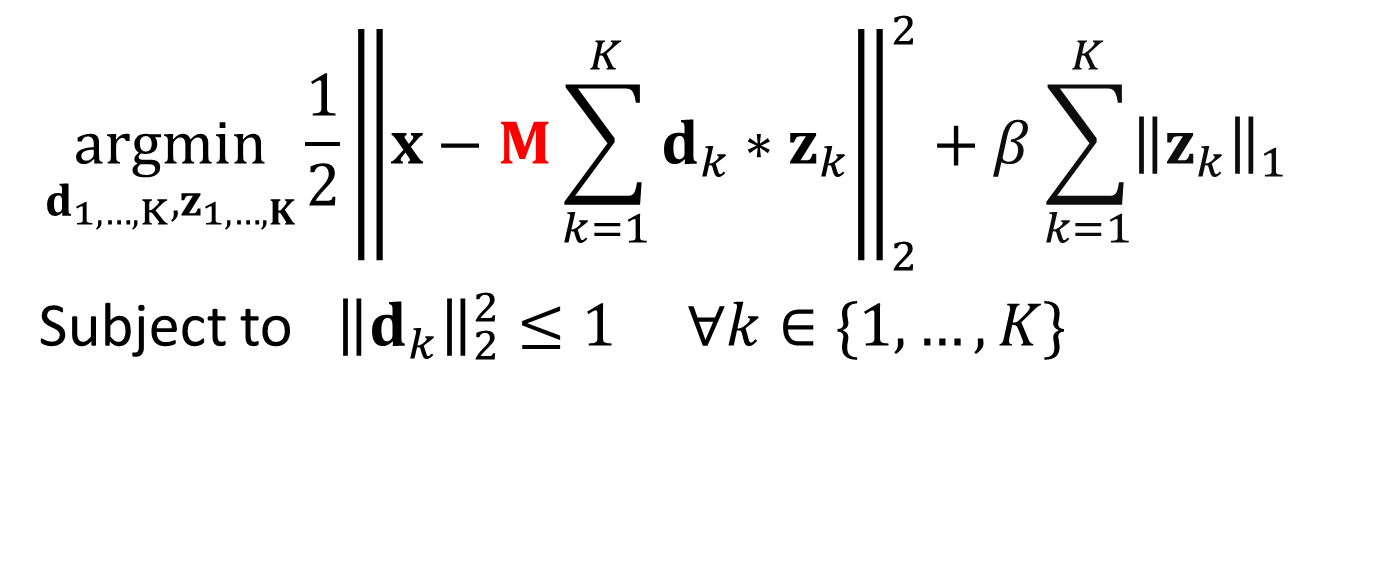 argmin_{𝐝_{1,…,K},𝐳_{1,…,K}} 1/2 ‖𝐱 − 𝐌 ∑_{k=1}^{K} 𝐝_k ∗ 𝐳_k‖_2^2 + β ∑_{k=1}^{K} ‖𝐳_k‖_1
Subject to ‖𝐝_k‖_2^2 ≤ 1 ∀k ∈ {1, … , K}